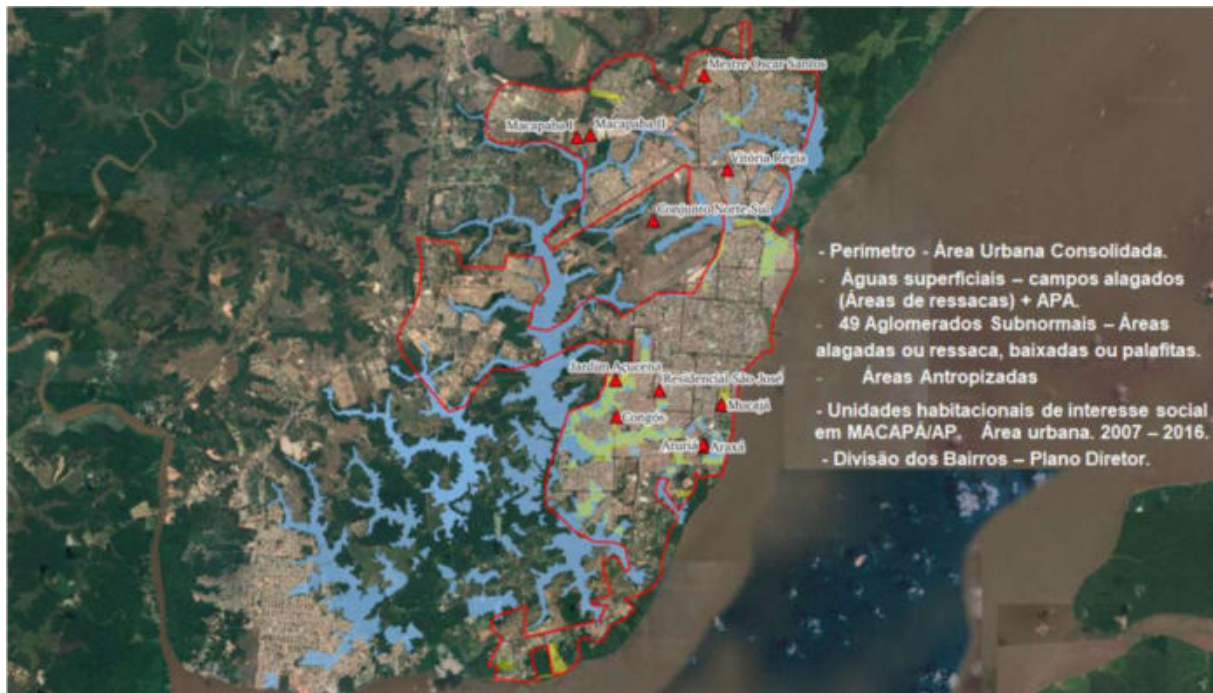 Mestre Oscar Santos
Macapaba I
Macapaba II
Vitória Régia
Conjunto Norte-Sul
- Perímetro - Área Urbana Consolidada.
- Águas superficiais – campos alagados
(Áreas de ressacas) + APA.
- 49 Aglomerados Subnormais – Áreas
alagadas ou ressaca, baixadas ou palafitas.
- Áreas Antropizadas
- Unidades habitacionais de interesse social
em MACAPÁ/AP. Área urbana. 2007 – 2016.
- Divisão dos Bairros – Plano Diretor.
Jardim Açucena
Residencial São José
Mucajá
Congós
Aturiá
Araxá